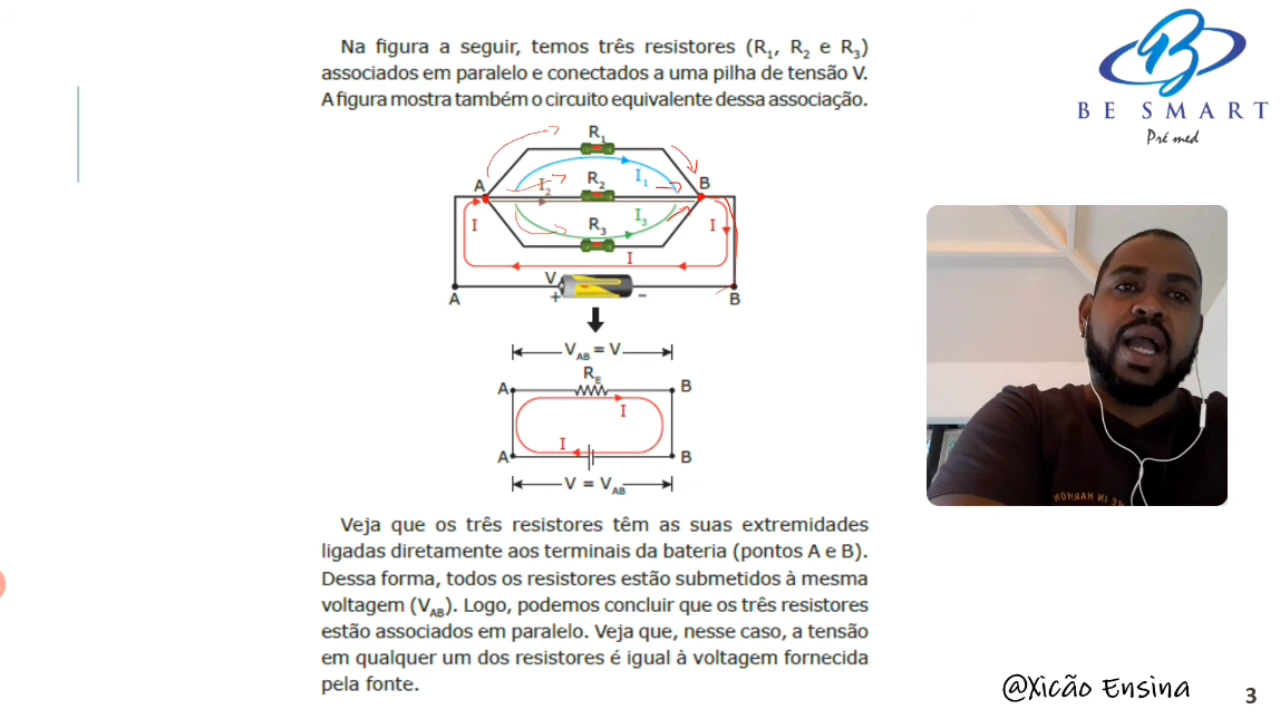 Na figura a seguir, temos três resistores (R₁, R₂ e R₃)
associados em paralelo e conectados a uma pilha de tensão V.
A figura mostra também o circuito equivalente dessa associação.
BE SMART
Pré med
R₁
A
I₂
R₂
I₁
B
I
R₃
I₃
I
I
V
+
-
A
B
V_AB = V
A
R_E
B
I
I
A
B
V = V_AB
Veja que os três resistores têm as suas extremidades
ligadas diretamente aos terminais da bateria (pontos A e B).
Dessa forma, todos os resistores estão submetidos à mesma
voltagem (V_AB). Logo, podemos concluir que os três resistores
estão associados em paralelo. Veja que, nesse caso, a tensão
em qualquer um dos resistores é igual à voltagem fornecida
pela fonte.
@Xicão Ensina
3